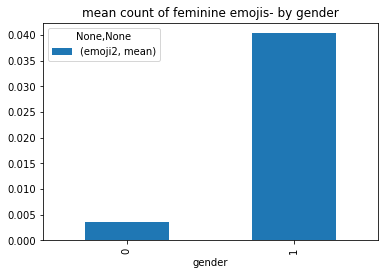 mean count of feminine emojis- by gender
None,None
(emoji2, mean)
0.040
0.035
0.030
0.025
0.020
0.015
0.010
0.005
0.000
0
1
gender